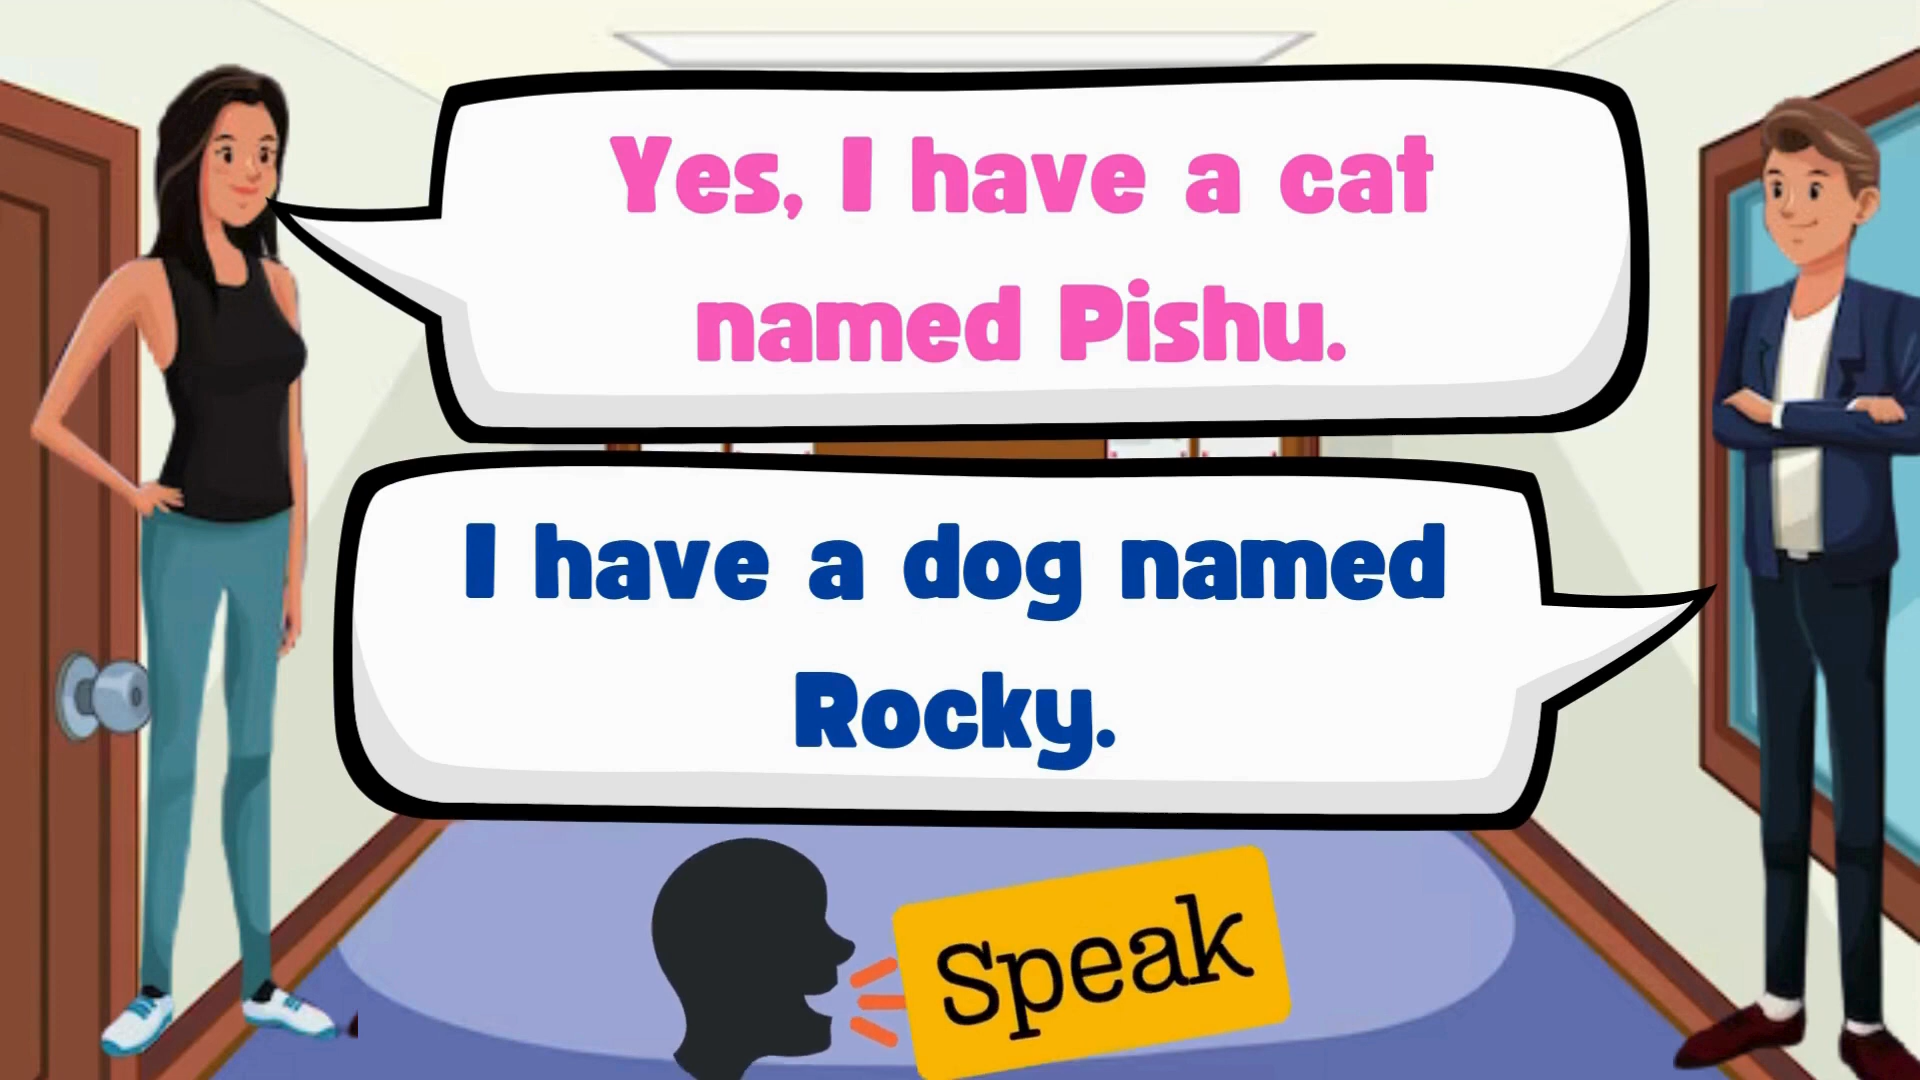 Yes, I have a cat
named Pishu.
I have a dog named
Rocky.
Speak